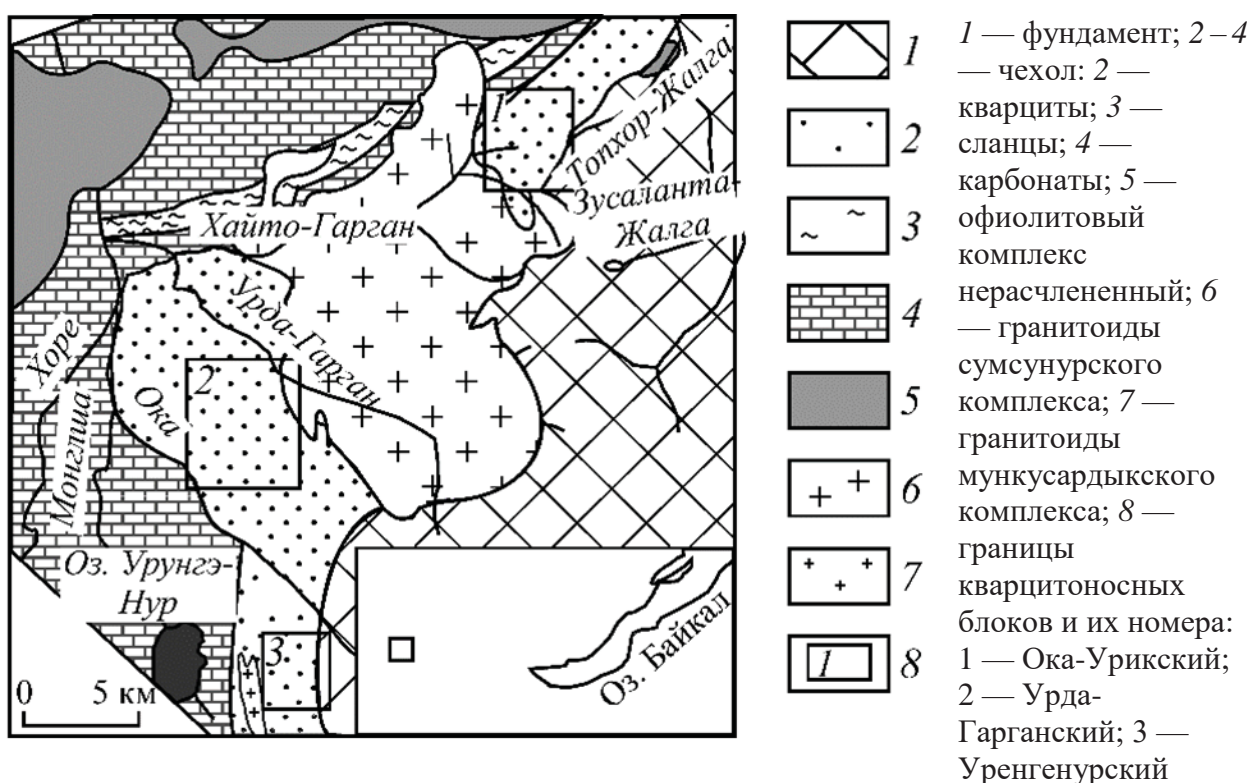 1
Топхор-Жалга
Зусаланта-
Жалга
Хайто-Гарган
Урда-Гарган
Хоре
Монглиша
2
Ока
Оз. Урунгэ-
Нур
3
0 5 км
Оз. Байкал
1
2
3
4
5
6
7
1 8
1 — фундамент; 2 – 4
— чехол: 2 —
кварциты; 3 —
сланцы; 4 —
карбонаты; 5 —
офиолитовый
комплекс
нерасчлененный; 6
— гранитоиды
сумсунурского
комплекса; 7 —
гранитоиды
мункусардыкского
комплекса; 8 —
границы
кварцитоносных
блоков и их номера:
1 — Ока-Урикский;
2 — Урда-
Гарганский; 3 —
Уренгенурский